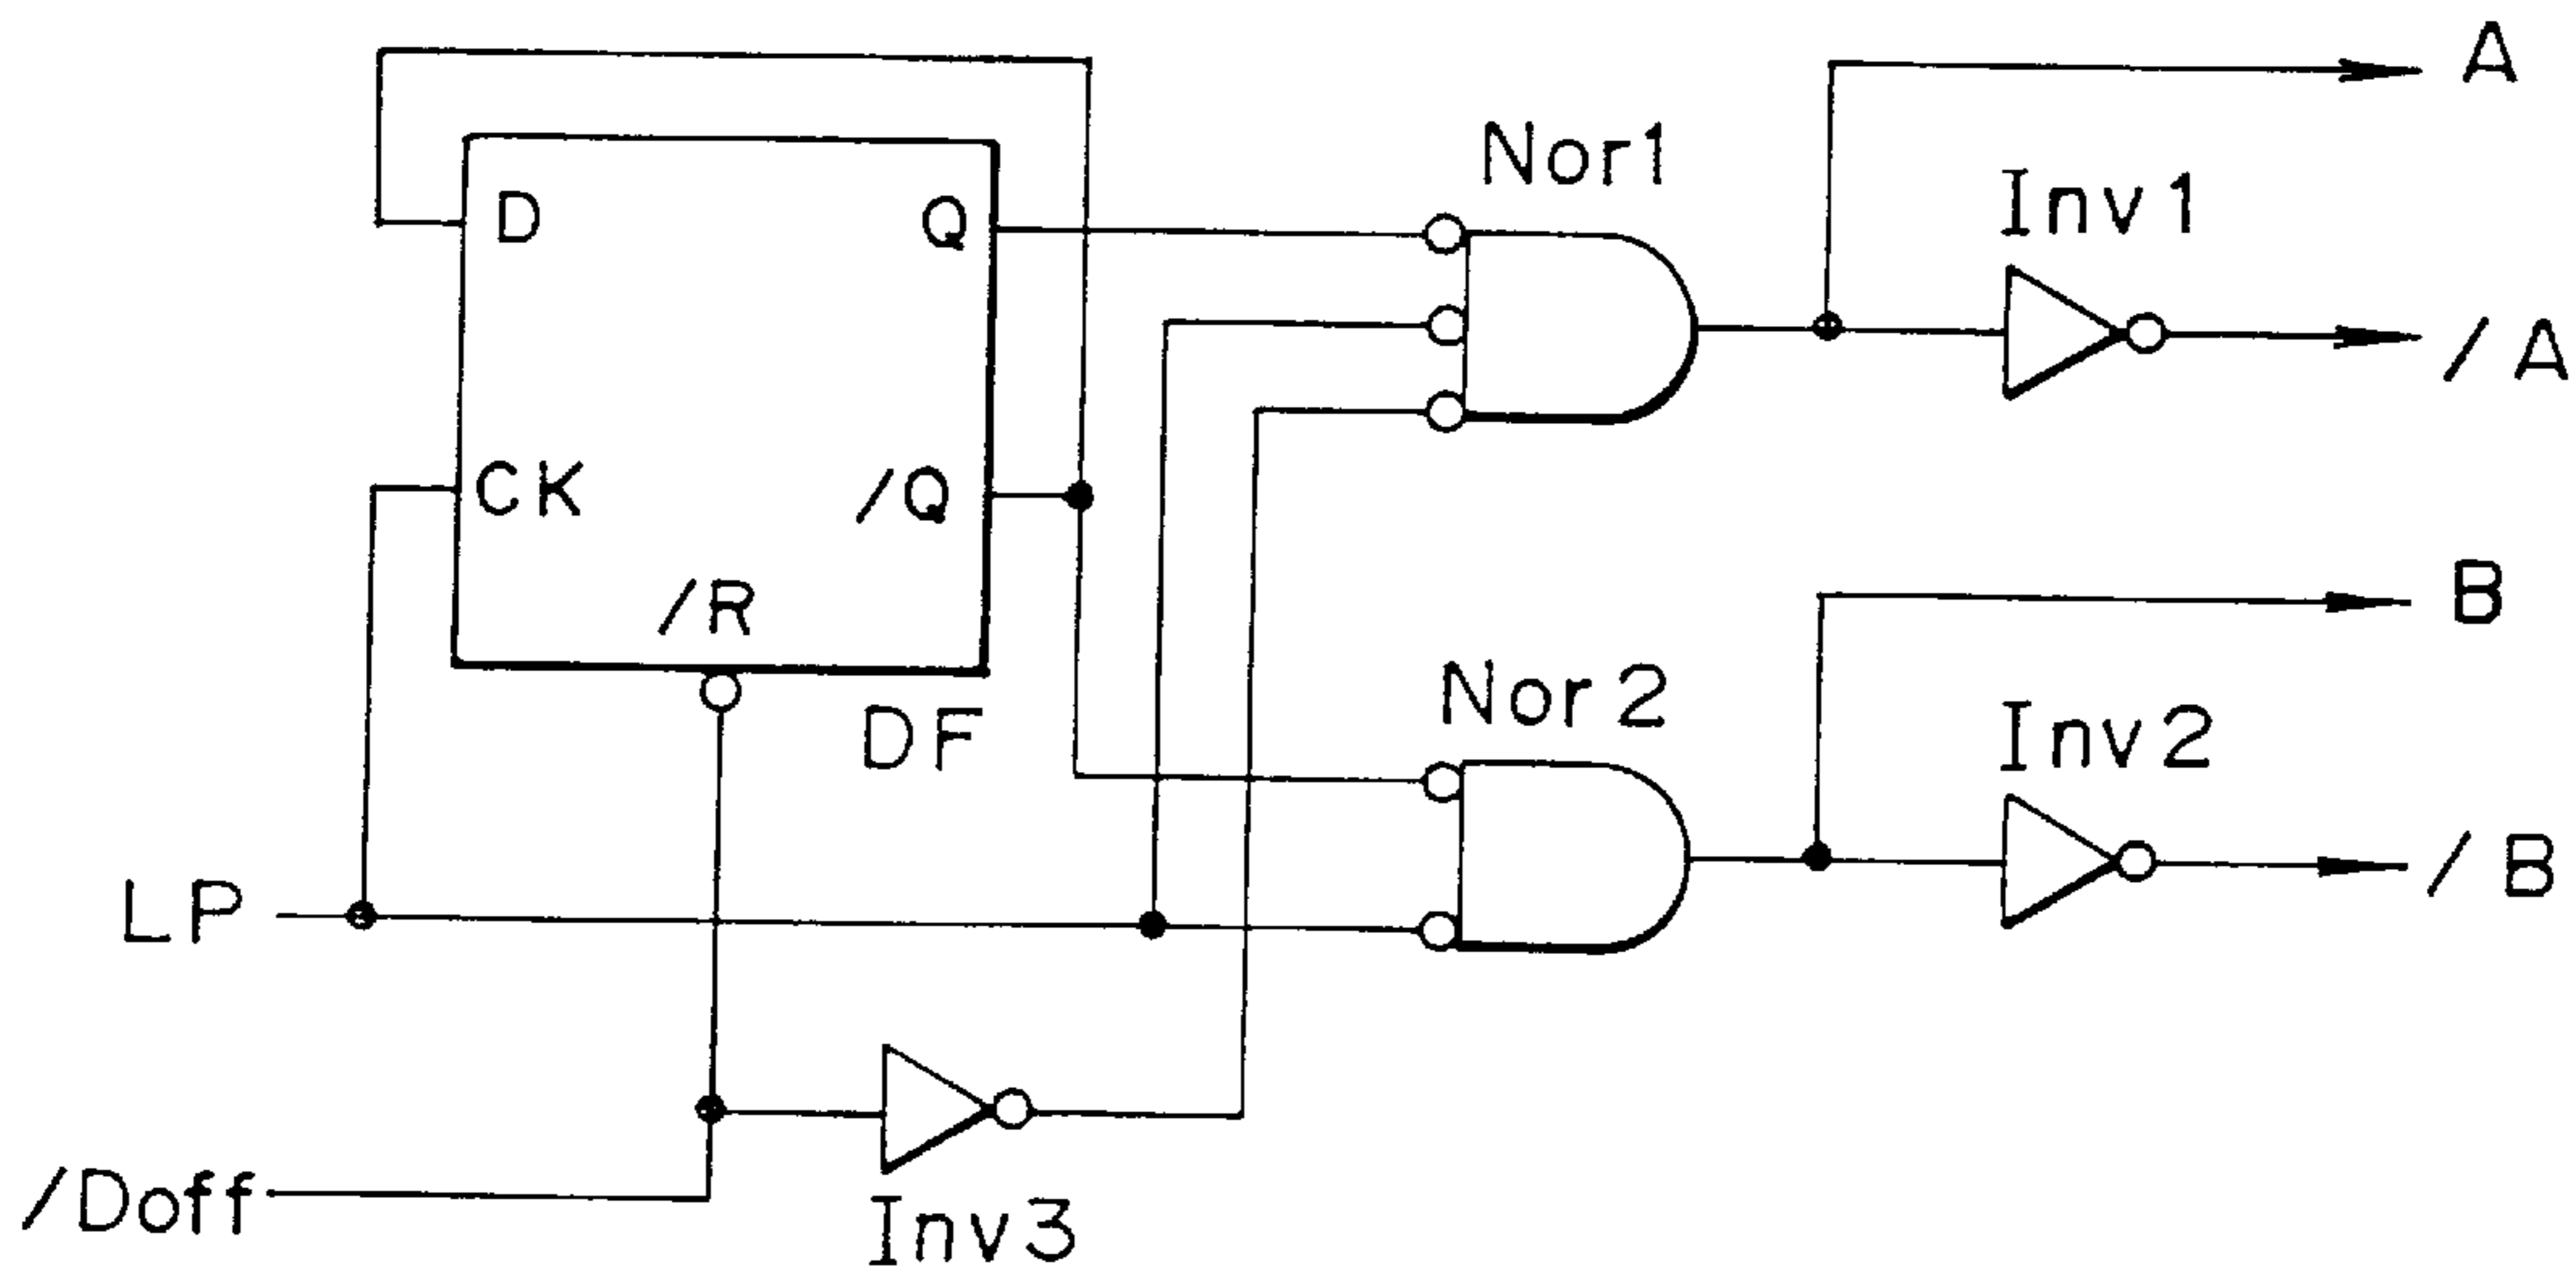 A
Nor1
Inv1
D
Q
/A
CK
/Q
/R
B
Nor2
DF
Inv2
LP
/B
/Doff
Inv3